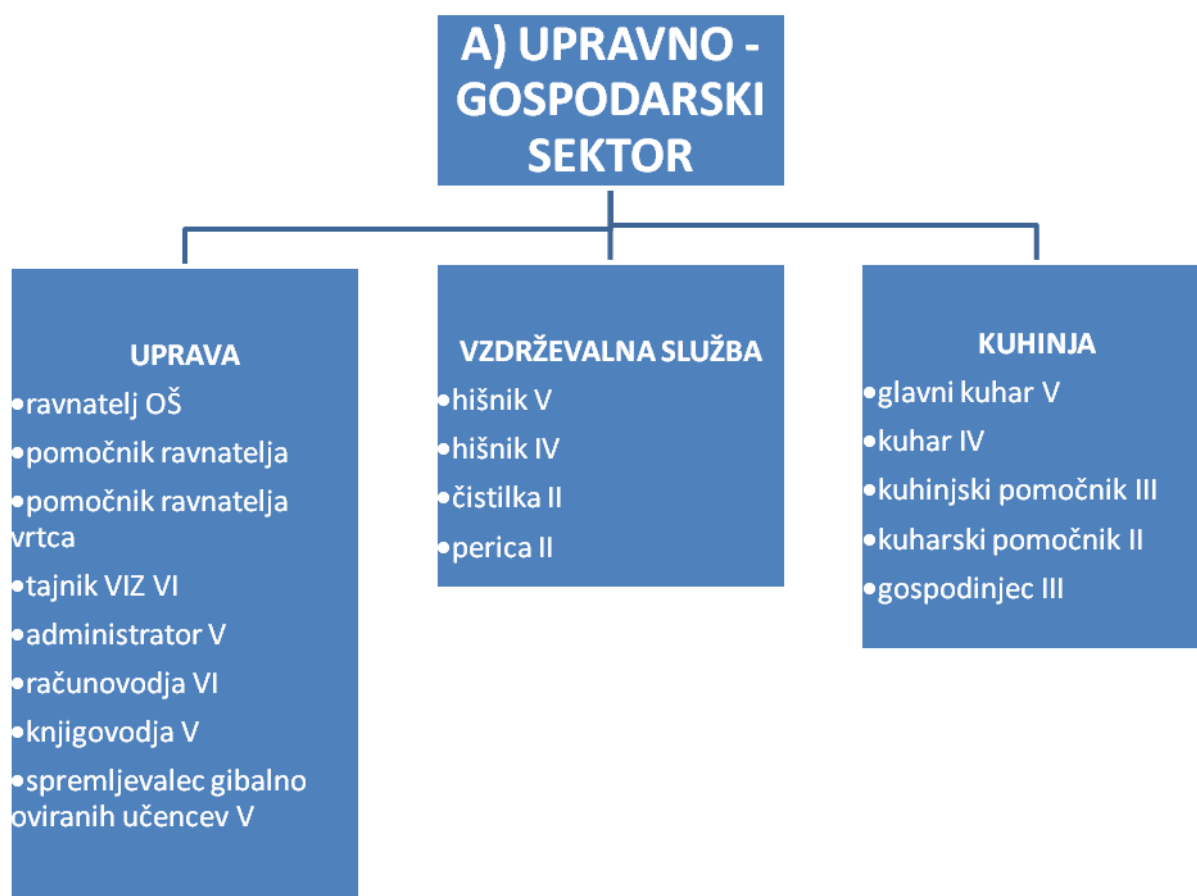 A) UPRAVNO -
GOSPODARSKI
SEKTOR
UPRAVA
•ravnatelj OŠ
•pomočnik ravnatelja
•pomočnik ravnatelja
vrtca
•tajnik VIZ VI
•administrator V
•računovodja VI
•knjigovodja V
•spremljevalec gibalno
oviranih učencev V
VZDRŽEVALNA SLUŽBA
•hišnik V
•hišnik IV
•čistilka II
•perica II
KUHINJA
•glavni kuhar V
•kuhar IV
•kuhinjski pomočnik III
•kuharski pomočnik II
•gospodinjec III